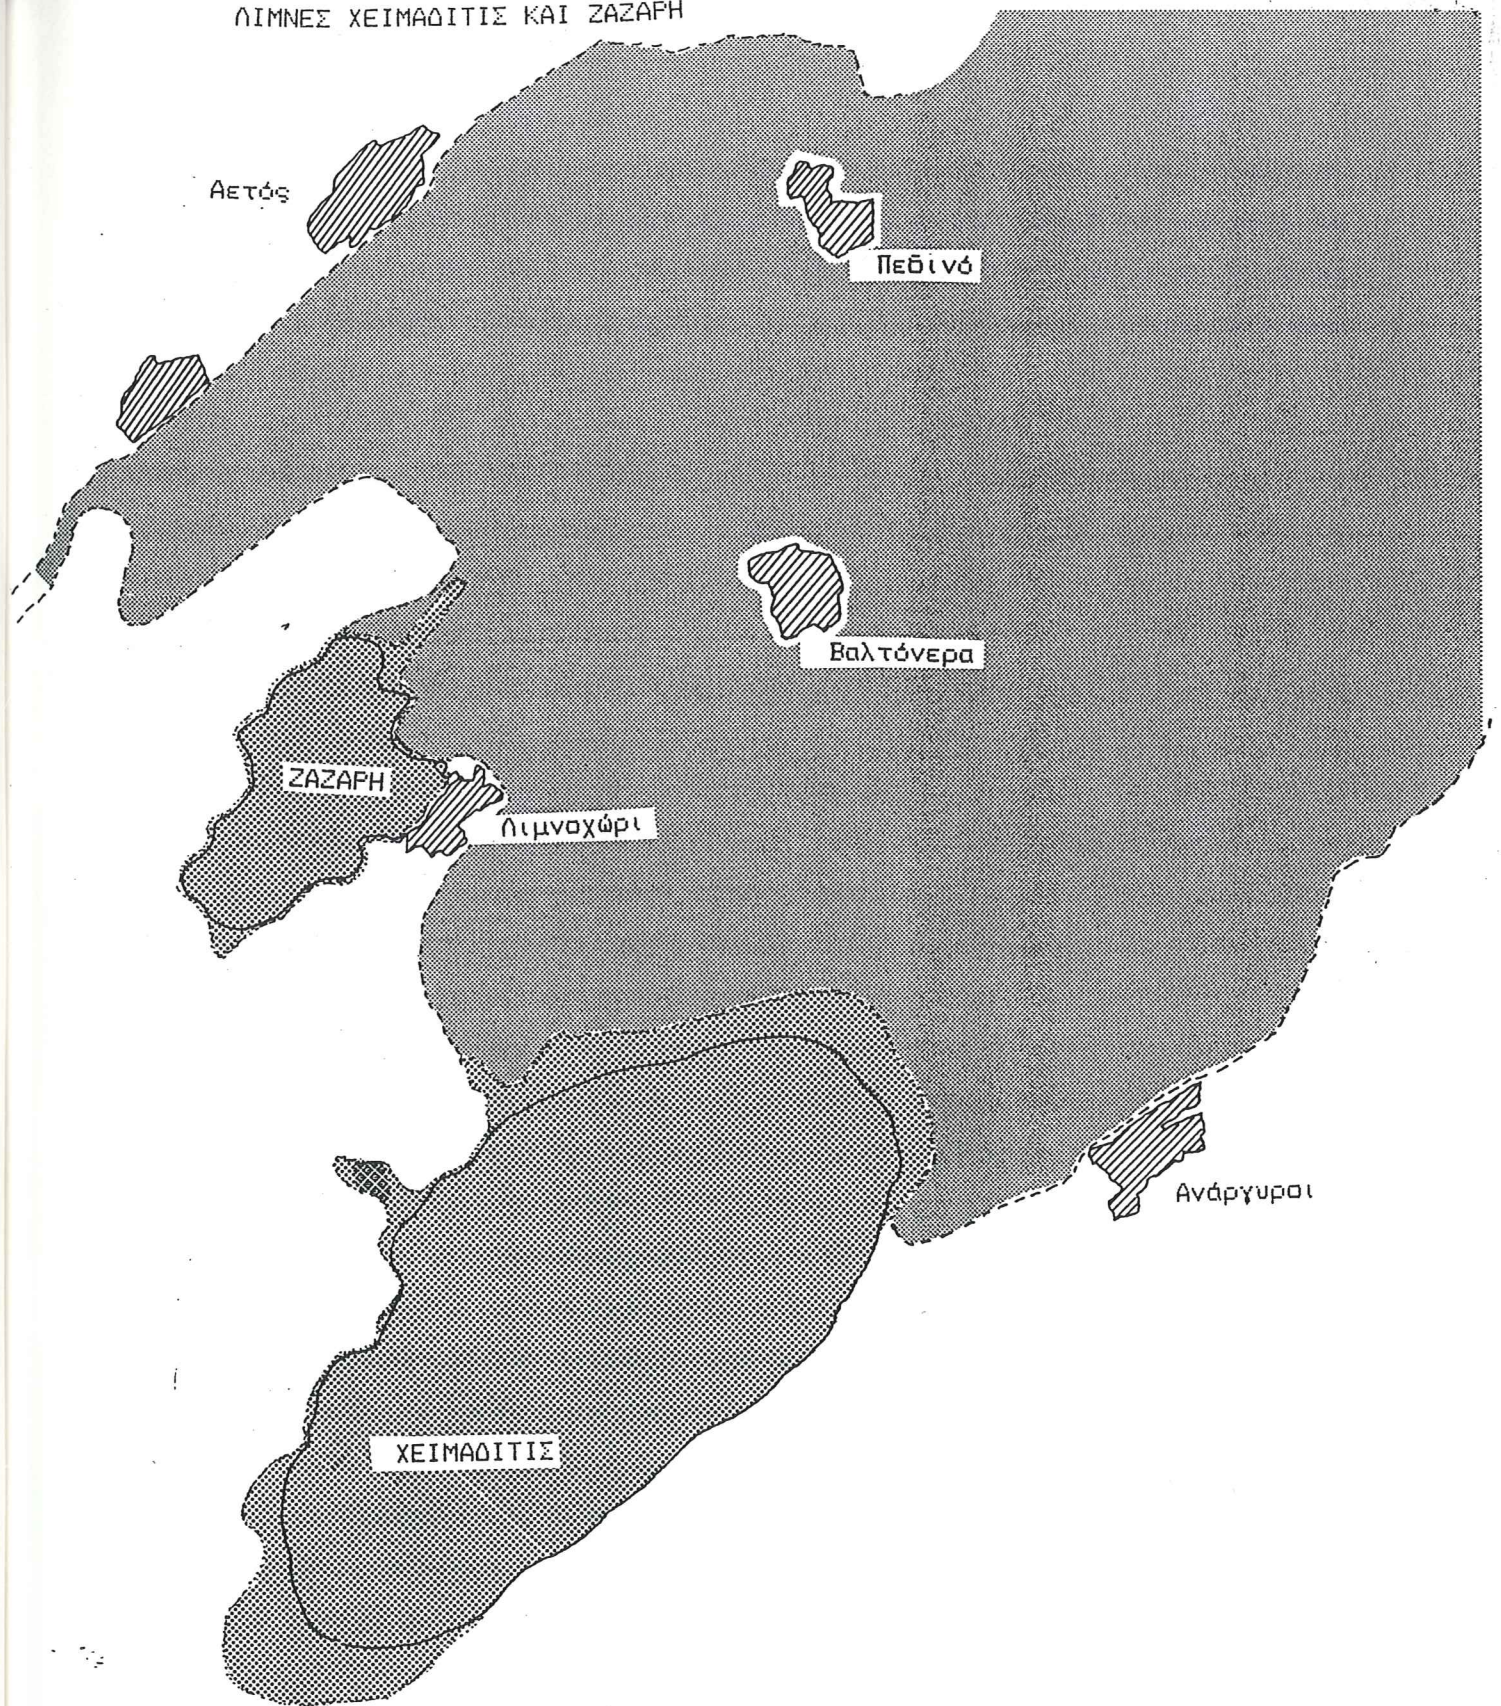 ΛΙΜΝΕΣ ΧΕΙΜΑΔΙΤΙΣ ΚΑΙ ΖΑΖΑΡΗ
Αετός
Πεδινό
Βαλτόνερα
ΖΑΖΑΡΗ
Λιμνοχώρι
Ανάργυροι
ΧΕΙΜΑΔΙΤΙΣ